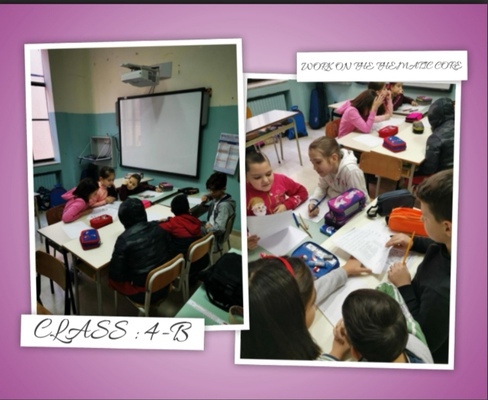 WORK ON THE THEMATIC CORE
CLASS : 4-B